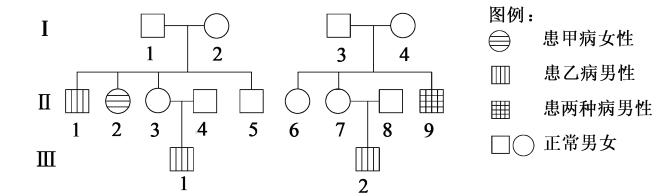 图例：
患甲病女性
患乙病男性
患两种病男性
正常男女
I
1 2 3 4
II
1 2 3 4 5 6 7 8 9
III
1 2